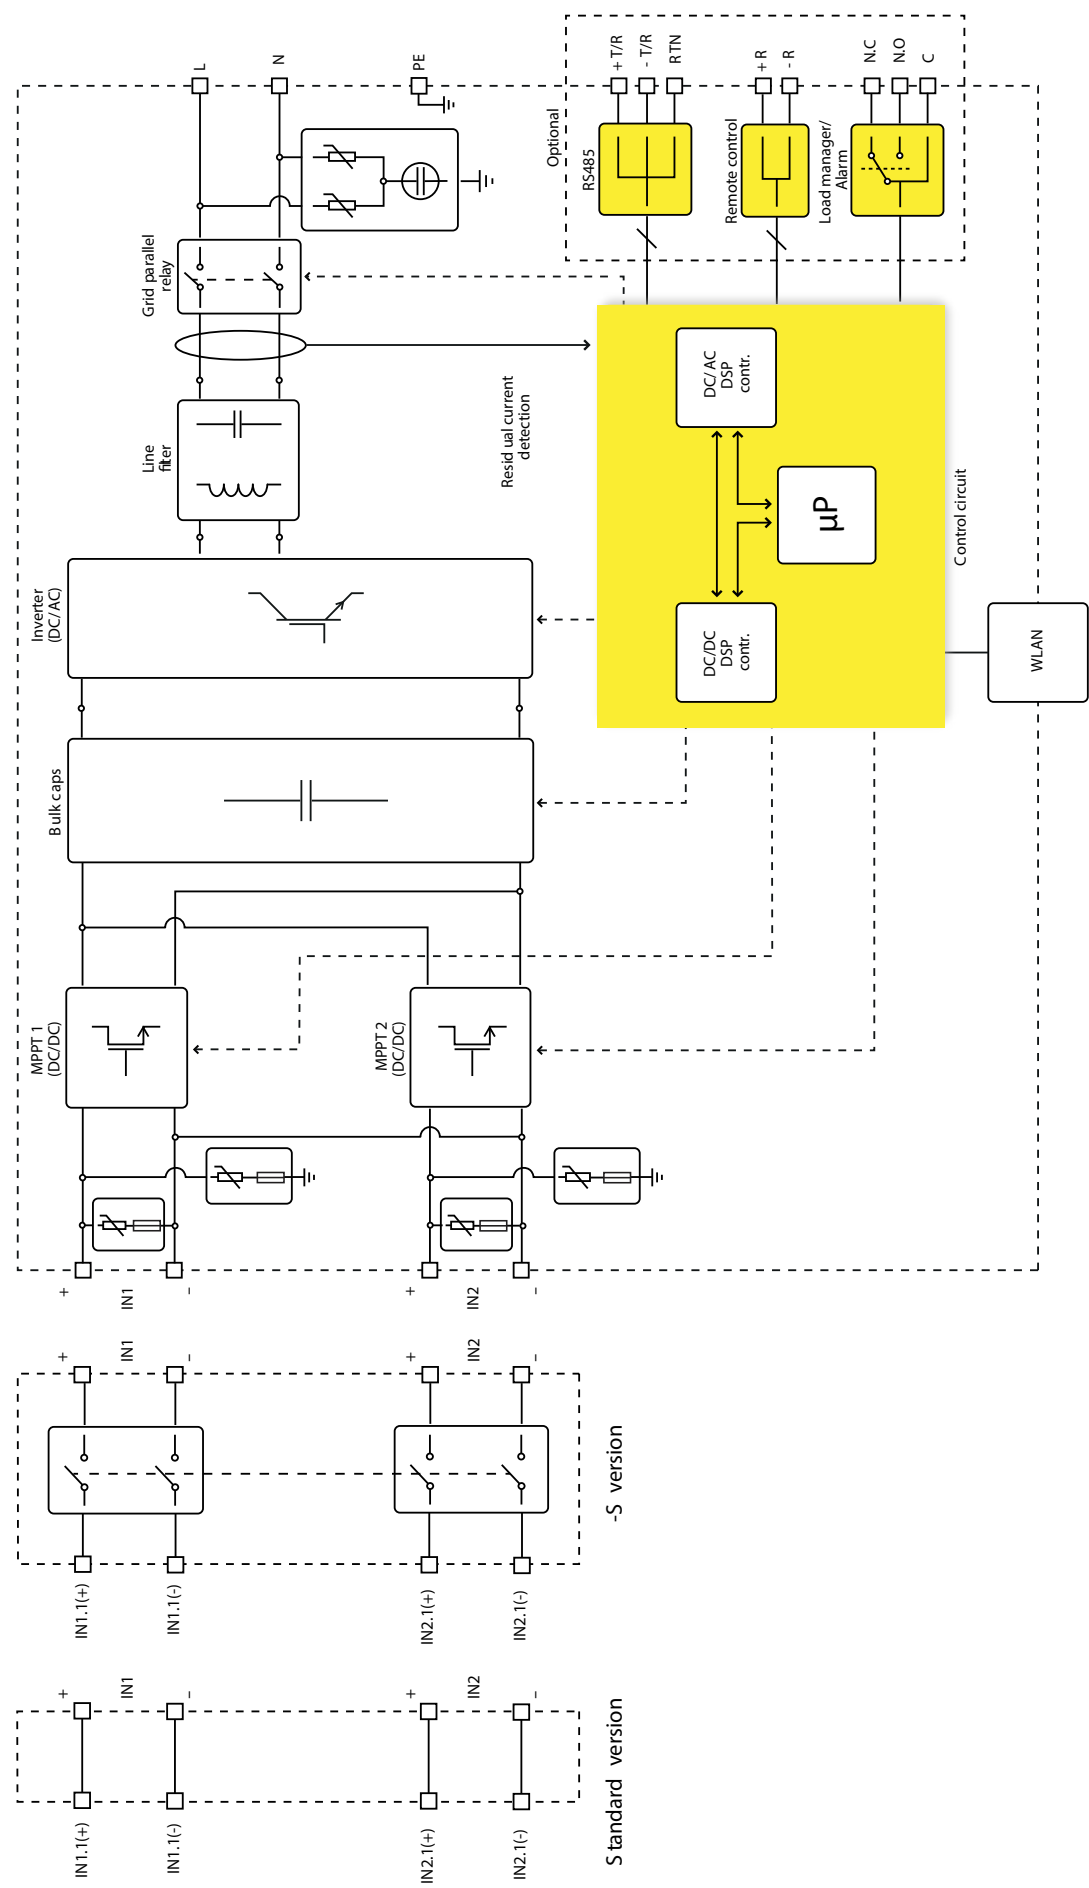 IN1.1(+)
IN1.1(-)
IN2.1(+)
IN2.1(-)
+
IN1
–
+
IN2
–
Standard version
IN1.1(+)
IN1.1(-)
IN2.1(+)
IN2.1(-)
+
IN1
–
+
IN2
–
-S version
+
IN1
–
+
IN2
–
MPPT 1
(DC/DC)
MPPT 2
(DC/DC)
Bulk caps
Inverter
(DC/AC)
Line
filter
Grid parallel
relay
L
N
PE
Residual current
detection
DC/DC
DSP
contr.
DC/AC
DSP
contr.
µP
Control circuit
WLAN
Optional
RS485
Remote control
Load manager/
Alarm
+ T/R
- T/R
RTN
+ R
- R
N.C
N.O
C